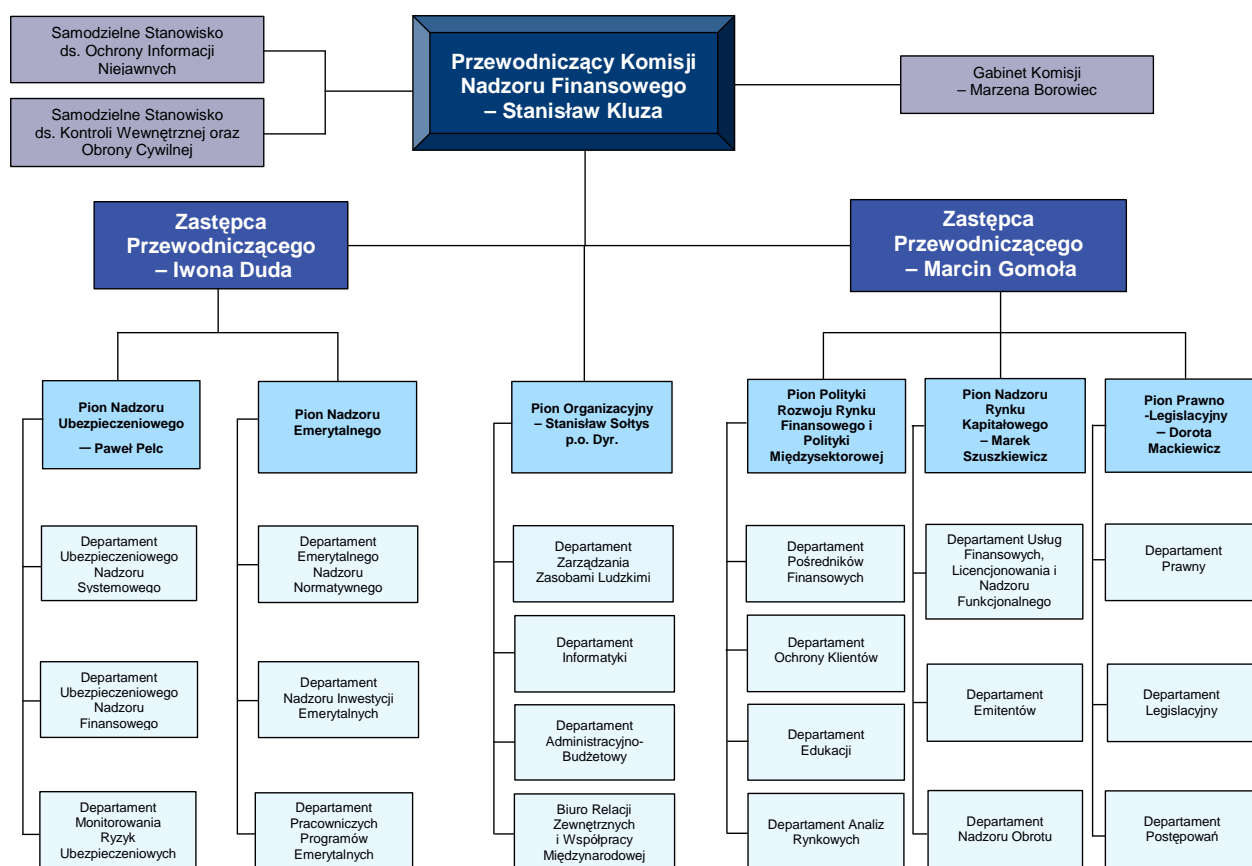 Samodzielne Stanowisko
ds. Ochrony Informacji
Niejawnych
Samodzielne Stanowisko
ds. Kontroli Wewnętrznej oraz
Obrony Cywilnej
Przewodniczący Komisji
Nadzoru Finansowego
– Stanisław Kluza
Gabinet Komisji
– Marzena Borowiec
Zastępca
Przewodniczącego
– Iwona Duda
Zastępca
Przewodniczącego
– Marcin Gomoła
Pion Nadzoru
Ubezpieczeniowego
— Paweł Pelc
Pion Nadzoru
Emerytalnego
Pion Organizacyjny
– Stanisław Sołtys
p.o. Dyr.
Pion Polityki
Rozwoju Rynku
Finansowego i
Polityki
Międzysektorowej
Pion Nadzoru
Rynku
Kapitałowego
– Marek
Szuszkiewicz
Pion Prawno
-Legislacyjny
– Dorota
Mackiewicz
Departament
Ubezpieczeniowego
Nadzoru
Systemowego
Departament
Emerytalnego
Nadzoru
Normatywnego
Departament
Zarządzania
Zasobami Ludzkimi
Departament
Pośredników
Finansowych
Departament Usług
Finansowych,
Licencjonowania i
Nadzoru
Funkcjonalnego
Departament
Prawny
Departament
Ubezpieczeniowego
Nadzoru
Finansowego
Departament
Nadzoru Inwestycji
Emerytalnych
Departament
Informatyki
Departament
Ochrony Klientów
Departament
Emitentów
Departament
Legislacyjny
Departament
Administracyjno-
Budżetowy
Departament
Edukacji
Departament
Monitorowania
Ryzyk
Ubezpieczeniowych
Departament
Pracowniczych
Programów
Emerytalnych
Biuro Relacji
Zewnętrznych
i Współpracy
Międzynarodowej
Departament Analiz
Rynkowych
Departament
Nadzoru Obrotu
Departament
Postępowań